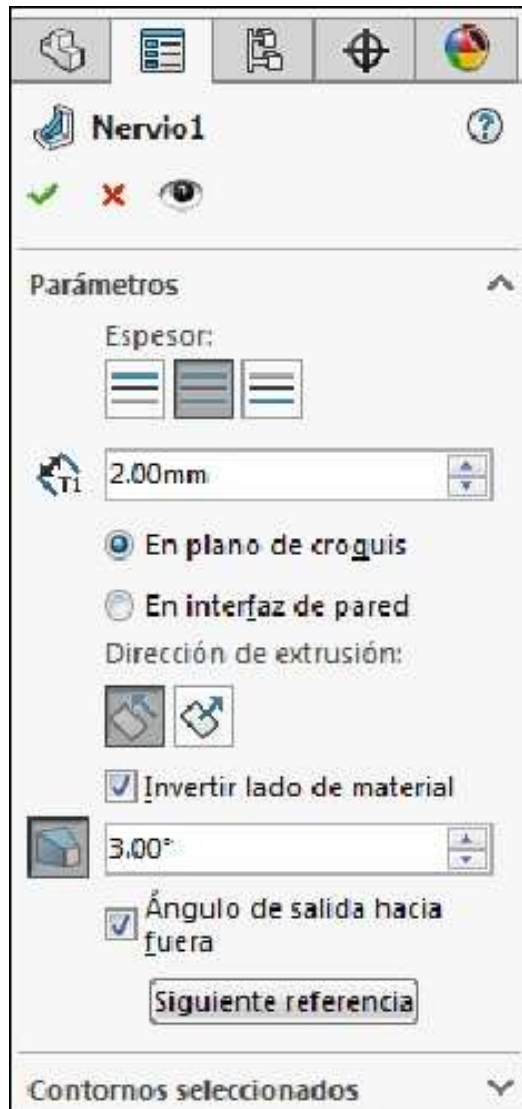 Nervio1
Parámetros
Espesor:
T1
2.00mm
En plano de croquis
En interfaz de pared
Dirección de extrusión:
Invertir lado de material
3.00°
Ángulo de salida hacia
fuera
Siguiente referencia
Contornos seleccionados